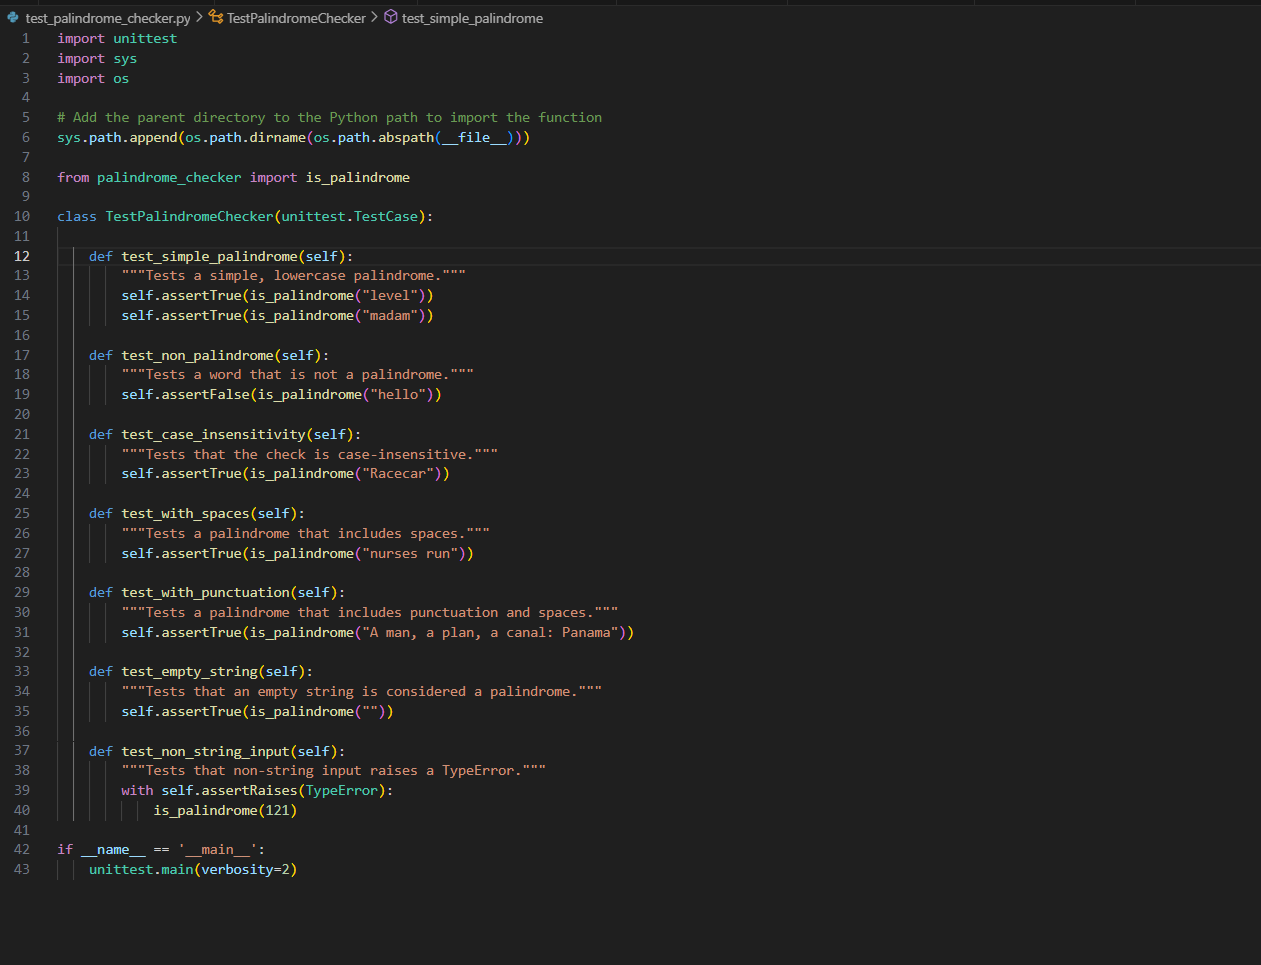 test_palindrome_checker.py > TestPalindromeChecker > test_simple_palindrome
1 import unittest
2 import sys
3 import os
4
5 # Add the parent directory to the Python path to import the function
6 sys.path.append(os.path.dirname(os.path.abspath(__file__)))
7
8 from palindrome_checker import is_palindrome
9
10 class TestPalindromeChecker(unittest.TestCase):
11
12     def test_simple_palindrome(self):
13         """Tests a simple, lowercase palindrome."""
14         self.assertTrue(is_palindrome("level"))
15         self.assertTrue(is_palindrome("madam"))
16
17     def test_non_palindrome(self):
18         """Tests a word that is not a palindrome."""
19         self.assertFalse(is_palindrome("hello"))
20
21     def test_case_insensitivity(self):
22         """Tests that the check is case-insensitive."""
23         self.assertTrue(is_palindrome("Racecar"))
24
25     def test_with_spaces(self):
26         """Tests a palindrome that includes spaces."""
27         self.assertTrue(is_palindrome("nurses run"))
28
29     def test_with_punctuation(self):
30         """Tests a palindrome that includes punctuation and spaces."""
31         self.assertTrue(is_palindrome("A man, a plan, a canal: Panama"))
32
33     def test_empty_string(self):
34         """Tests that an empty string is considered a palindrome."""
35         self.assertTrue(is_palindrome(""))
36
37     def test_non_string_input(self):
38         """Tests that non-string input raises a TypeError."""
39         with self.assertRaises(TypeError):
40             is_palindrome(121)
41
42 if __name__ == '__main__':
43     unittest.main(verbosity=2)